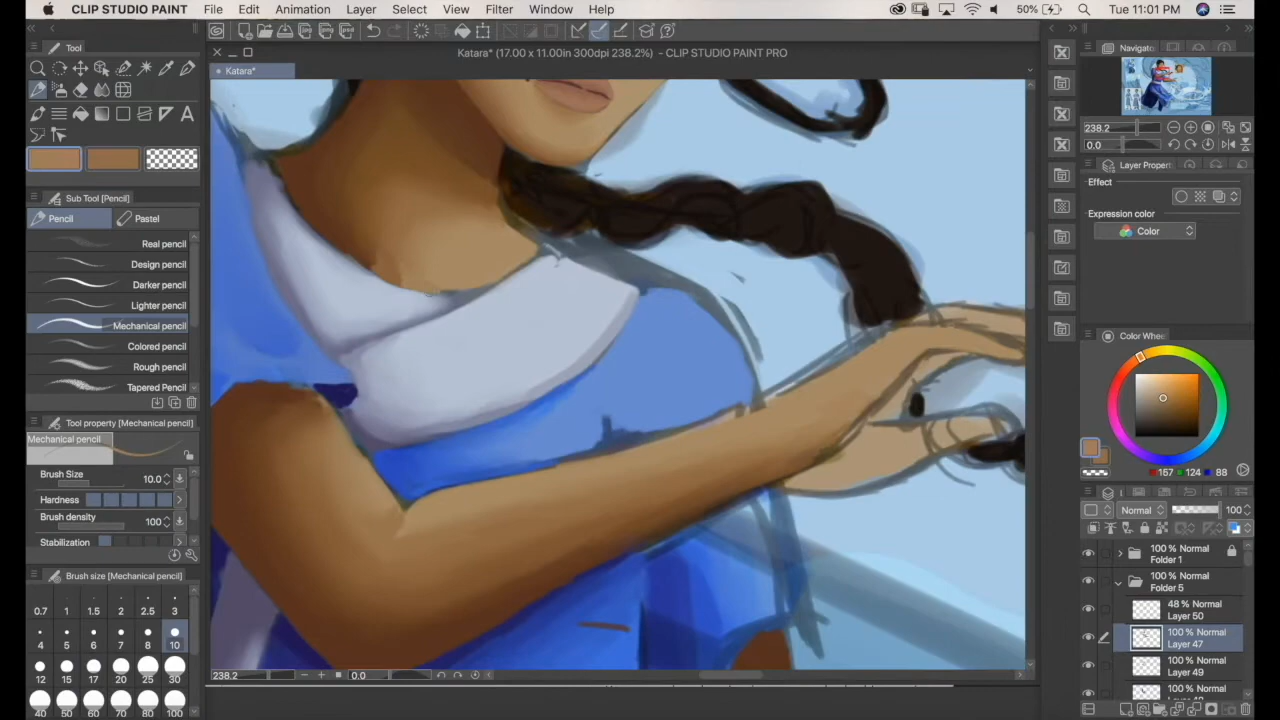 CLIP STUDIO PAINT File Edit Animation Layer Select View Filter Window Help 50% Tue 11:01 PM
Katara* (17.00 x 11.00in 300dpi 238.2%) - CLIP STUDIO PAINT PRO
Tool
Katara*
Sub Tool [Pencil]
Pencil Pastel
Real pencil
Design pencil
Darker pencil
Lighter pencil
Mechanical pencil
Colored pencil
Rough pencil
Tapered Pencil
Tool property [Mechanical pencil]
Mechanical pencil
Brush Size 10.0
Hardness
Brush density 100
Stabilization
Brush size [Mechanical pencil]
0.7 1 1.5 2 2.5 3
4 5 6 7 8 10
12 15 17 20 25 30
40 50 60 70 80 100
238.2 0.0
Navigato
238.2
0.0
Layer Propert
Effect
Expression color
Color
Color Whe
157 124 88
Normal 100
100 % Normal
Folder 1
100 % Normal
Folder 5
48 % Normal
Layer 50
100 % Normal
Layer 47
100 % Normal
Layer 49
100 % Normal